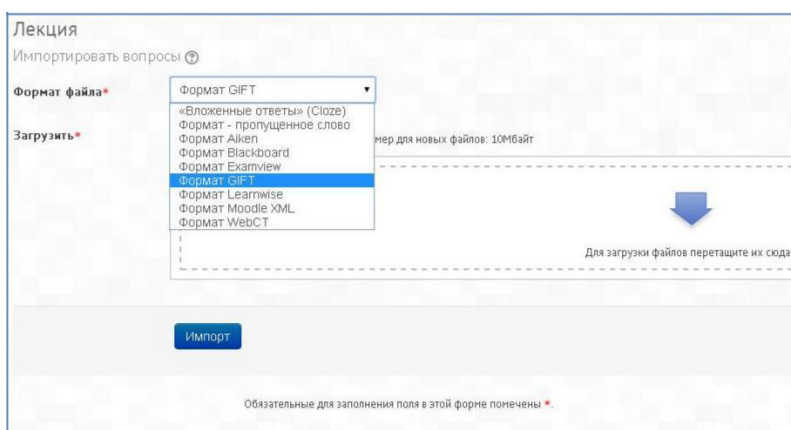 Лекция
Импортировать вопросы
Формат файла*
Формат GIFT
«Вложенные ответы» (Cloze)
Формат - пропущенное слово
Формат Aiken
Формат Blackboard
Формат Examview
Формат GIFT
Формат Learnwise
Формат Moodle XML
Формат WebCT
Загрузить*
мер для новых файлов: 10Мбайт
Для загрузки файлов перетащите их сюда
Импорт
Обязательные для заполнения поля в этой форме помечены *.